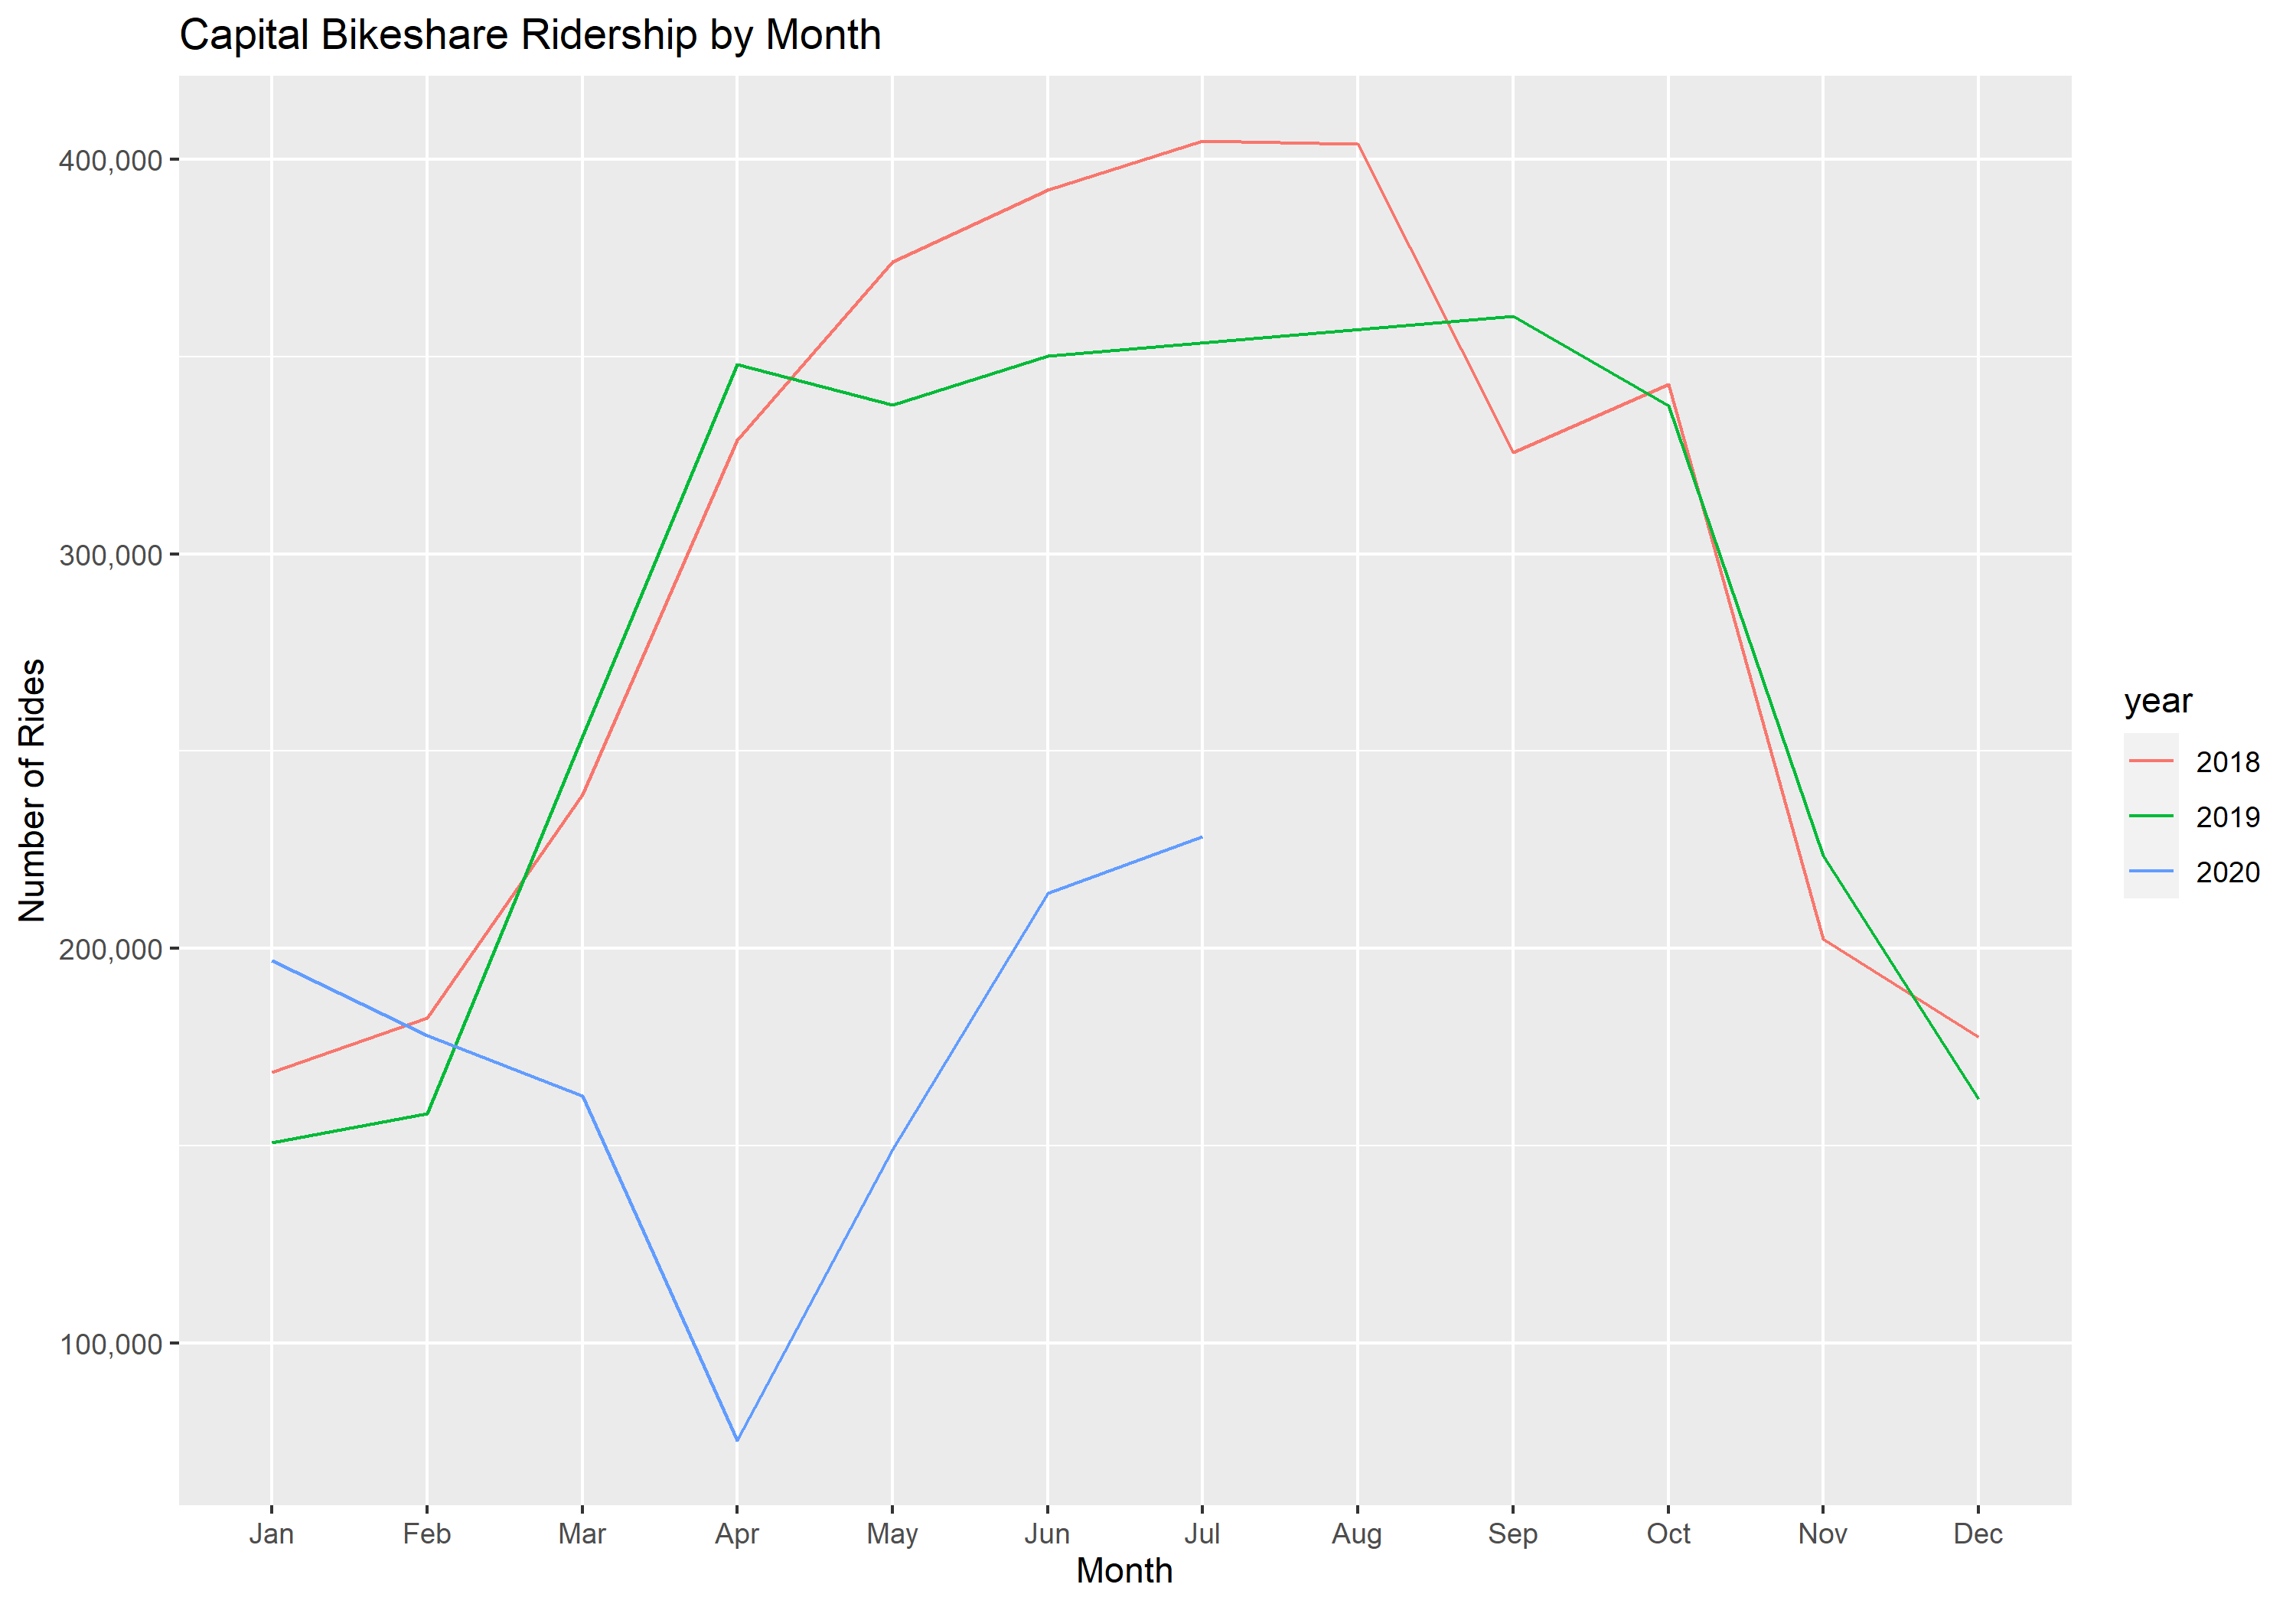 Capital Bikeshare Ridership by Month
Number of Rides
400,000
300,000
200,000
100,000
Jan Feb Mar Apr May Jun Jul Aug Sep Oct Nov Dec
Month
year
2018
2019
2020